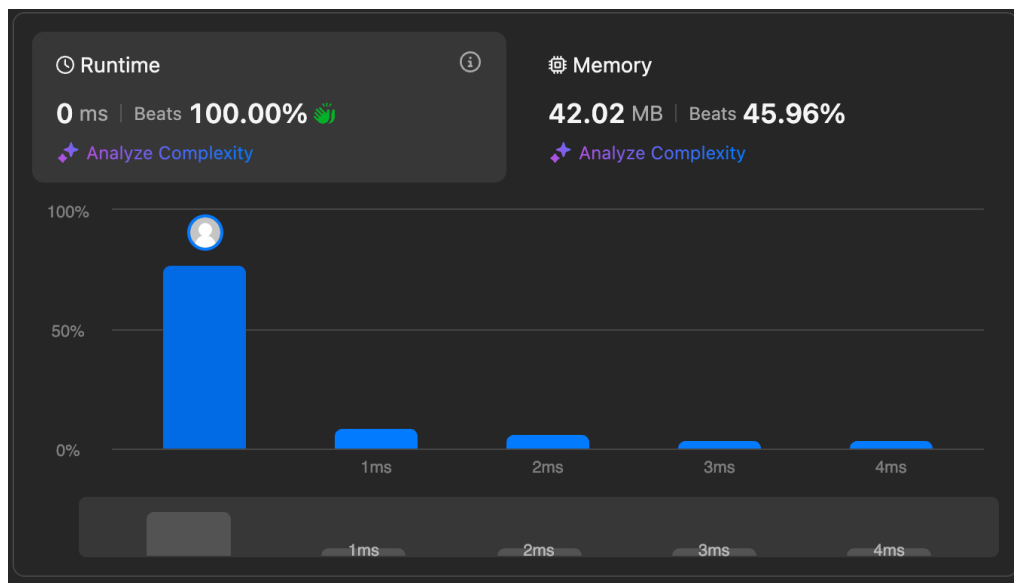 Runtime
0 ms | Beats 100.00%
Analyze Complexity
Memory
42.02 MB | Beats 45.96%
Analyze Complexity
100%
50%
0%
1ms 2ms 3ms 4ms
1ms 2ms 3ms 4ms